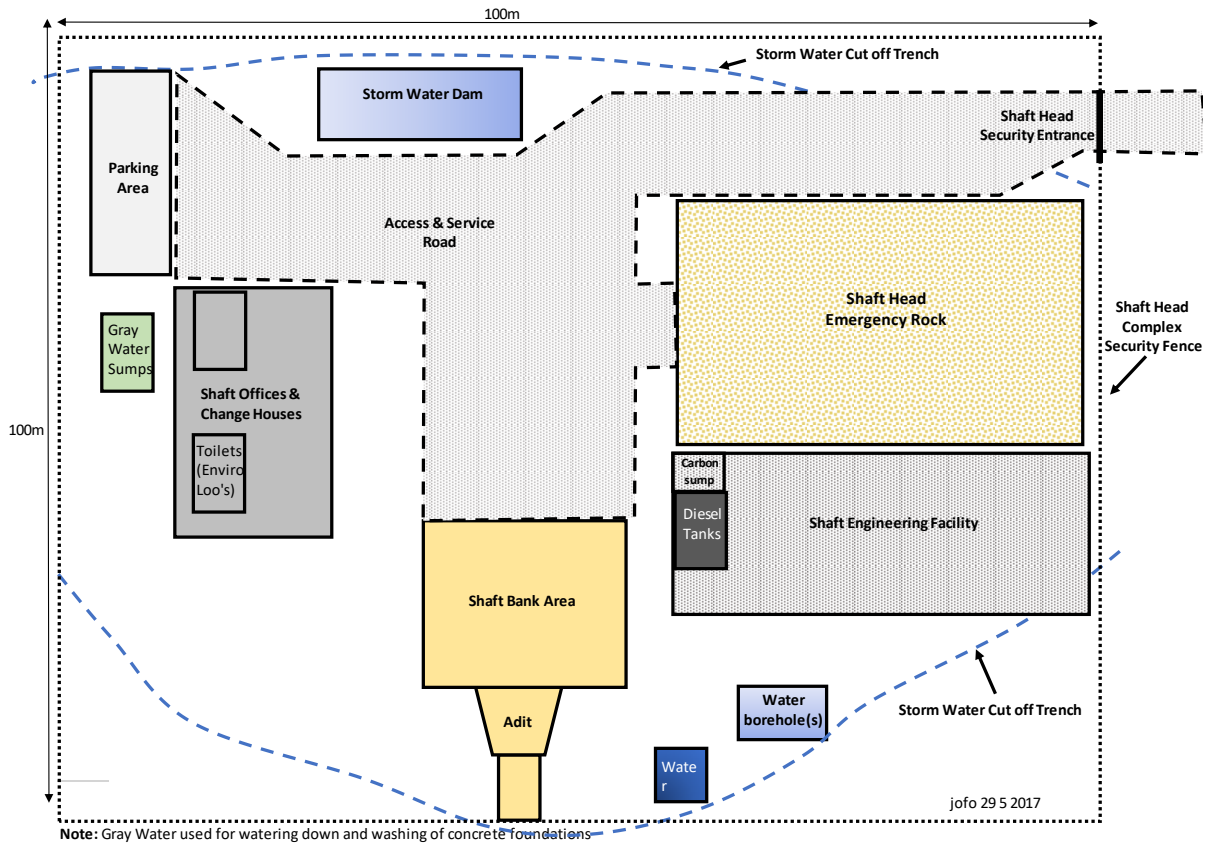 100m
Storm Water Cut off Trench
Storm Water Dam
Shaft Head
Security Entrance
Parking
Area
Access & Service
Road
Shaft Head
Emergency Rock
Shaft Head
Complex
Security Fence
Gray
Water
Sumps
Shaft Offices &
Change Houses
100m
Toilets
(Enviro
Loo's)
Carbon
sump
Diesel
Tanks
Shaft Engineering Facility
Shaft Bank Area
Water
borehole(s)
Storm Water Cut off Trench
Adit
Wate
r
jofo 29 5 2017
Note: Gray Water used for watering down and washing of concrete foundations